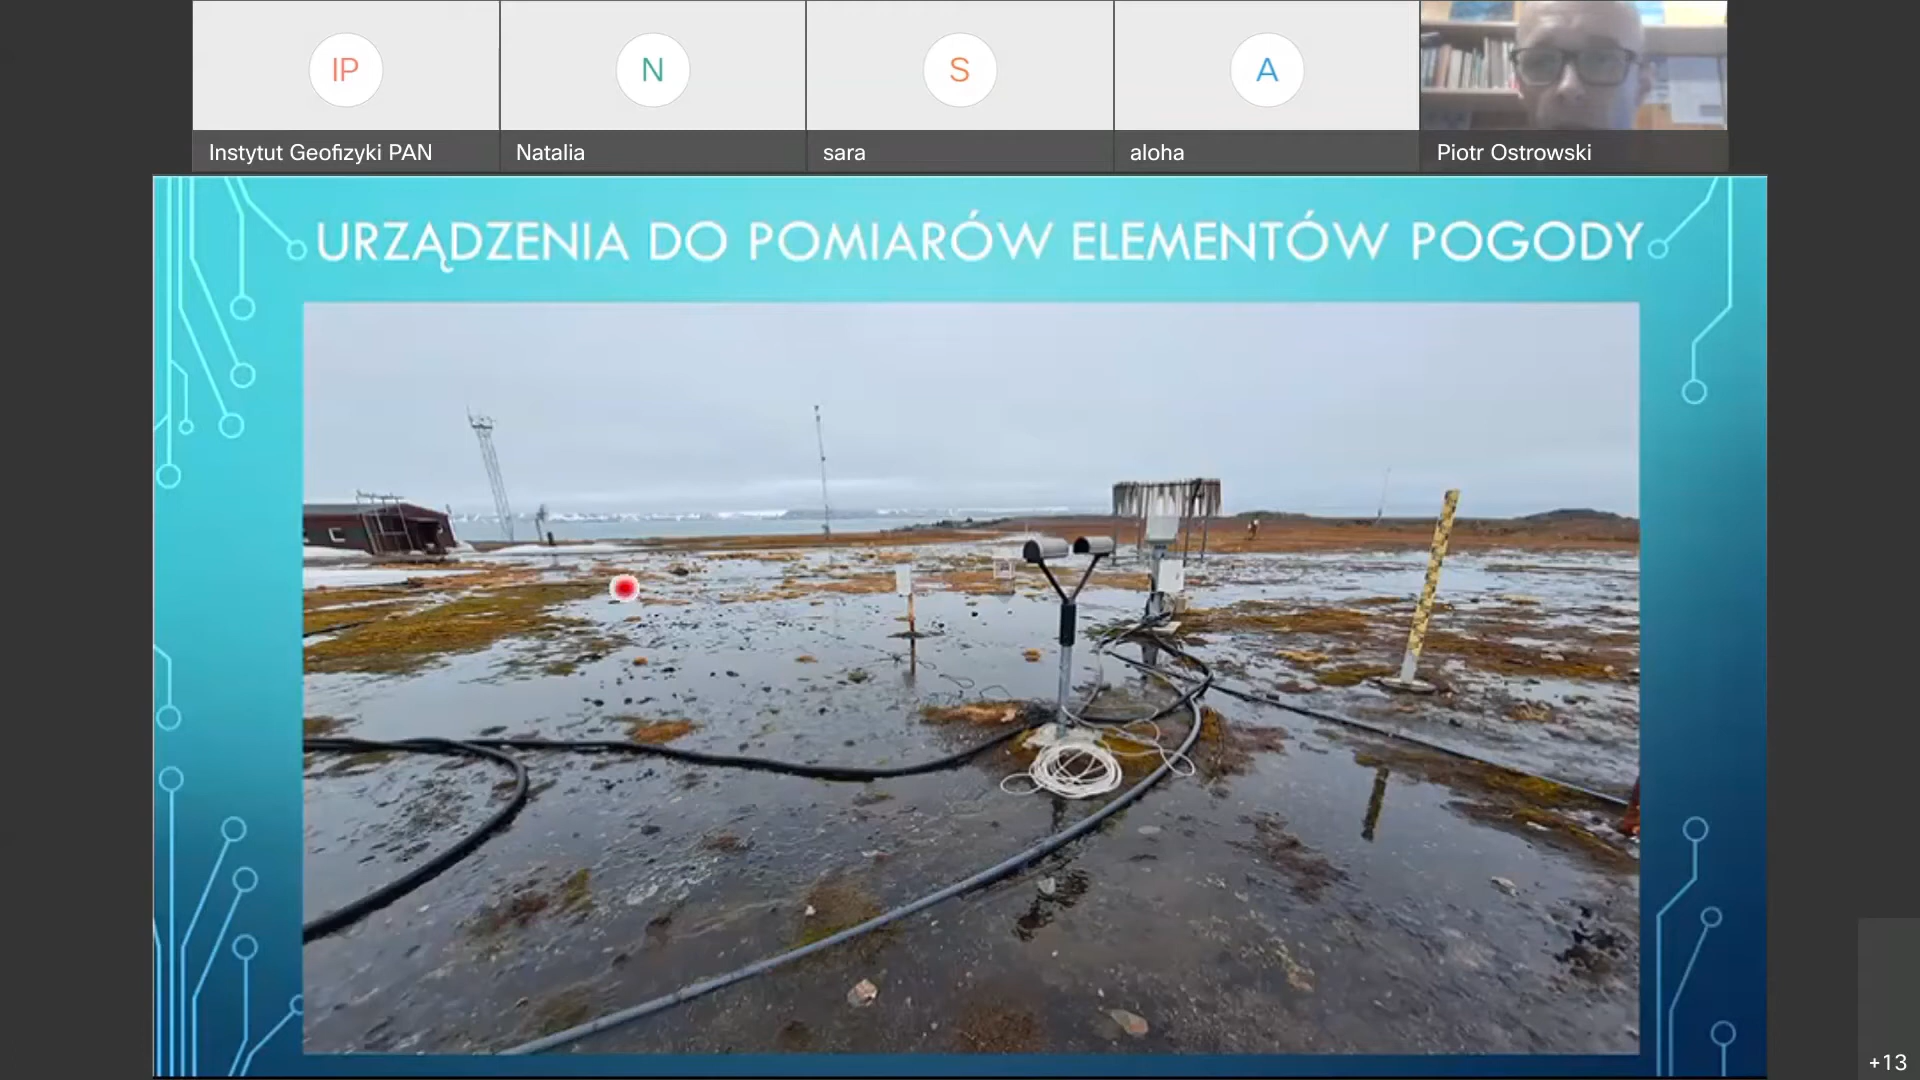 IP
N
S
A
Instytut Geofizyki PAN
Natalia
sara
aloha
Piotr Ostrowski
URZĄDZENIA DO POMIARÓW ELEMENTÓW POGODY
+13